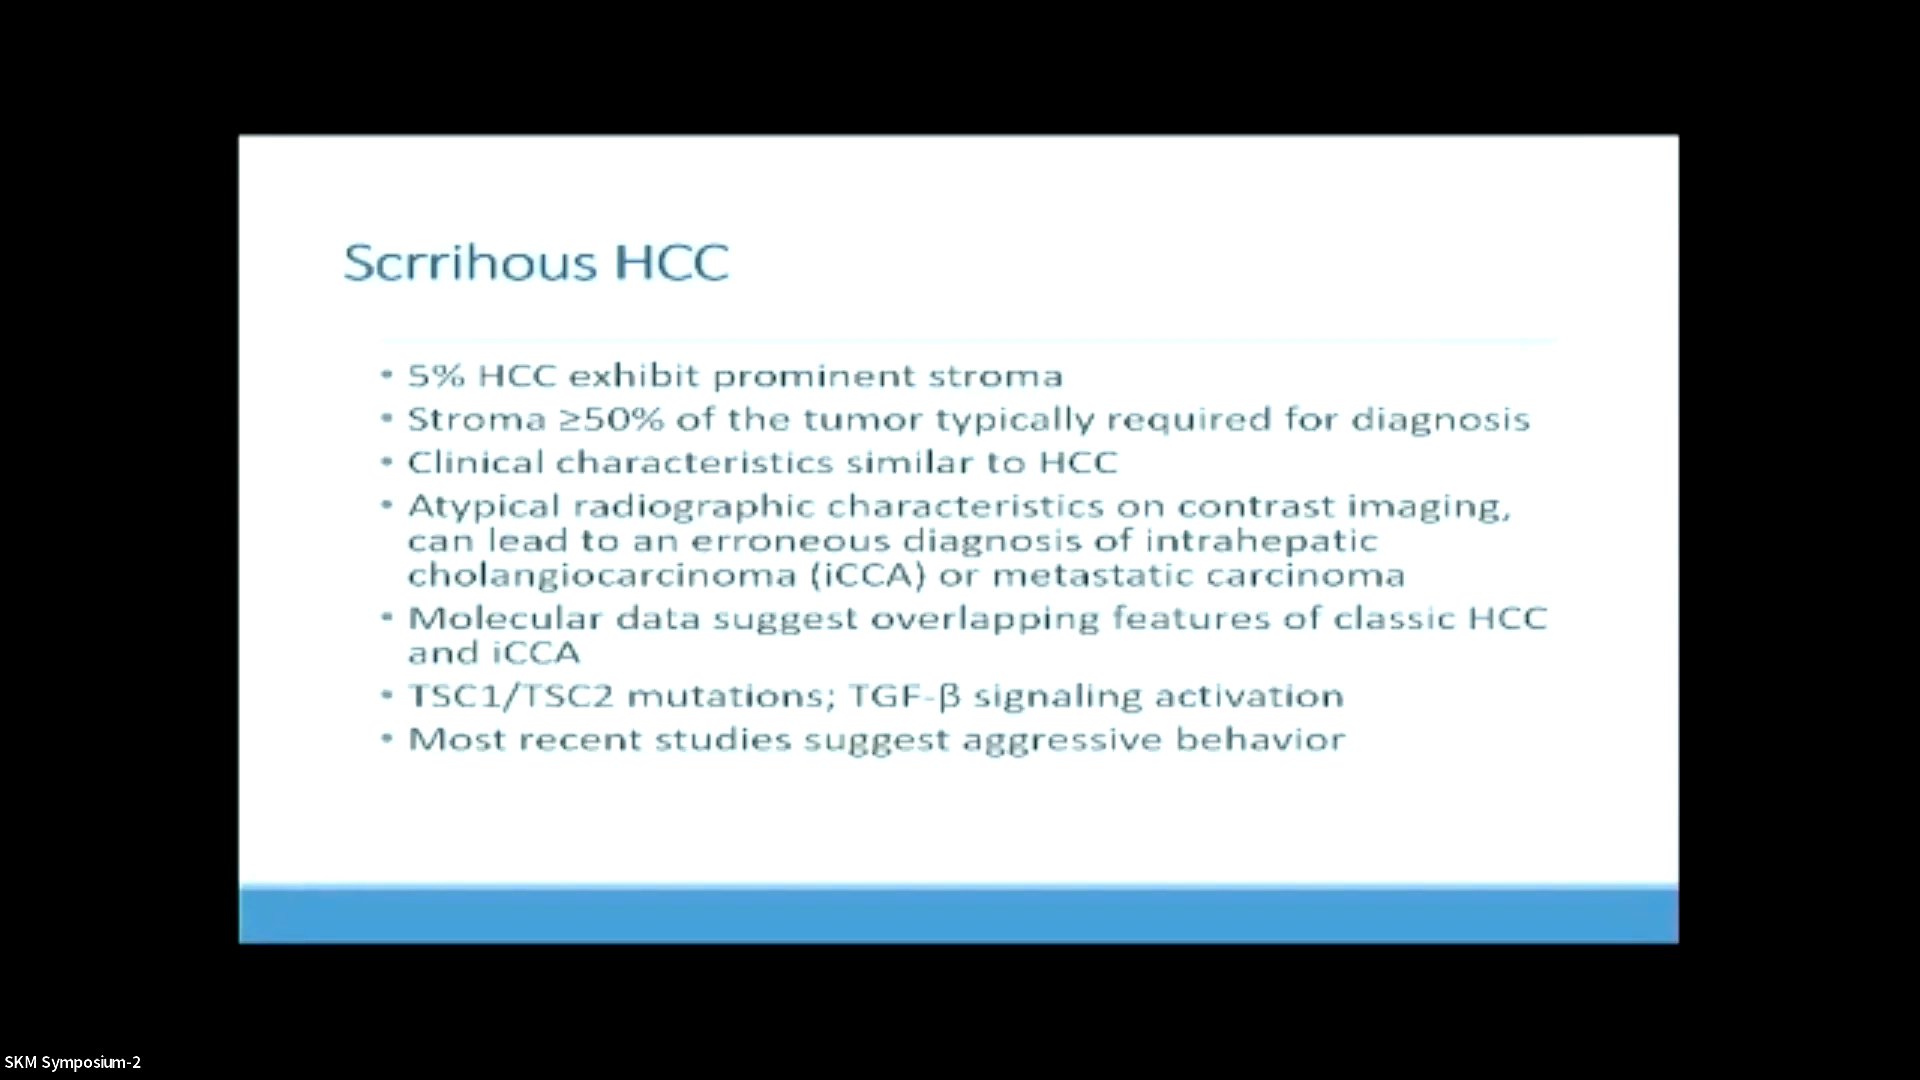 Scrrihous HCC
• 5% HCC exhibit prominent stroma
• Stroma ≥50% of the tumor typically required for diagnosis
• Clinical characteristics similar to HCC
• Atypical radiographic characteristics on contrast imaging,
can lead to an erroneous diagnosis of intrahepatic
cholangiocarcinoma (iCCA) or metastatic carcinoma
• Molecular data suggest overlapping features of classic HCC
and iCCA
• TSC1/TSC2 mutations; TGF-β signaling activation
• Most recent studies suggest aggressive behavior
SKM Symposium-2